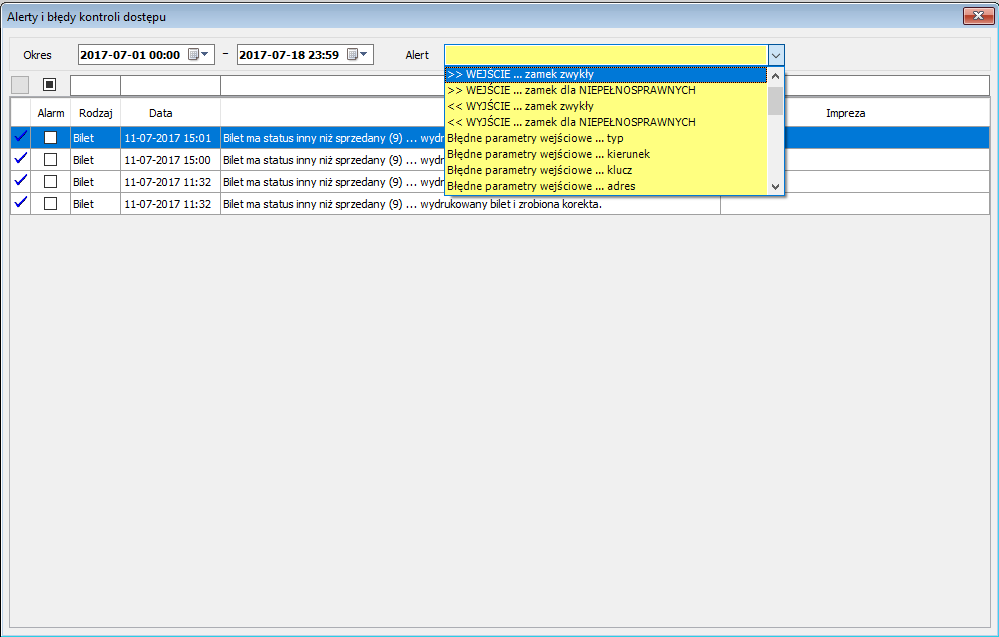 Alerty i błędy kontroli dostępu
Okres 2017-07-01 00:00 - 2017-07-18 23:59 Alert
>> WEJŚCIE ... zamek zwykły
>> WEJŚCIE ... zamek dla NIEPEŁNOSPRAWNYCH
<< WYJŚCIE ... zamek zwykły
<< WYJŚCIE ... zamek dla NIEPEŁNOSPRAWNYCH
Błędne parametry wejściowe ... typ
Błędne parametry wejściowe ... kierunek
Błędne parametry wejściowe ... klucz
Błędne parametry wejściowe ... adres
Alarm Rodzaj Data Impreza
Bilet 11-07-2017 15:01 Bilet ma status inny niż sprzedany (9) ... wydr
Bilet 11-07-2017 15:00 Bilet ma status inny niż sprzedany (9) ... wydr
Bilet 11-07-2017 11:32 Bilet ma status inny niż sprzedany (9) ... wydr
Bilet 11-07-2017 11:32 Bilet ma status inny niż sprzedany (9) ... wydrukowany bilet i zrobiona korekta.